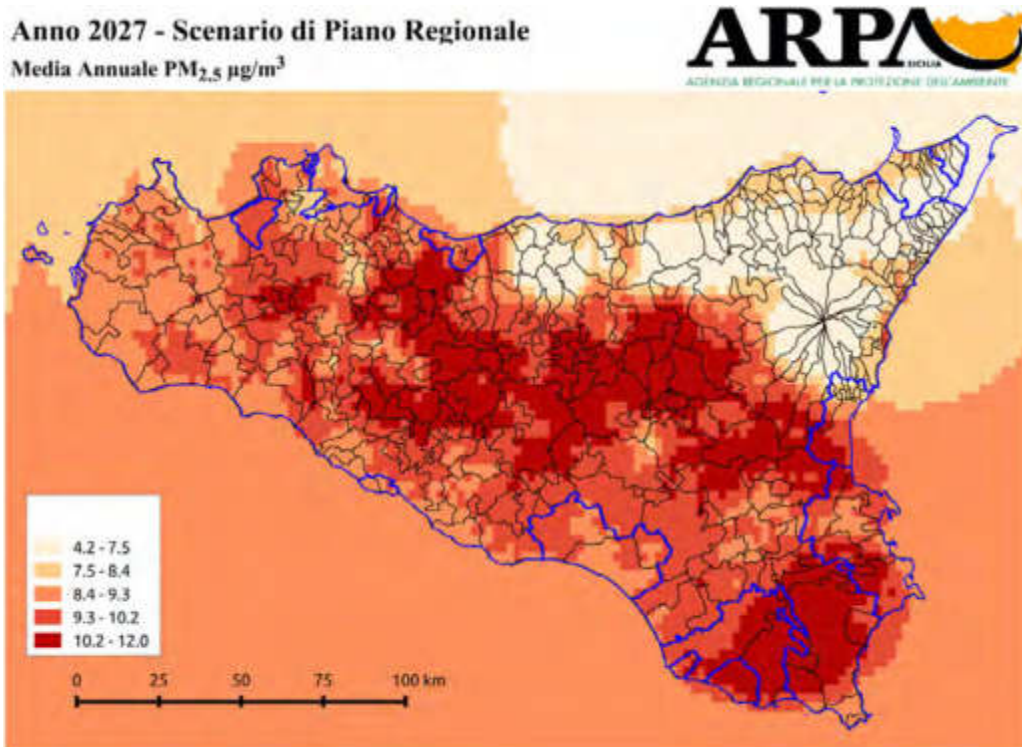 Anno 2027 - Scenario di Piano Regionale
Media Annuale PM2,5 µg/m³
ARPA
SICILIA
AGENZIA REGIONALE PER LA PROTEZIONE DELL'AMBIENTE
4.2 - 7.5
7.5 - 8.4
8.4 - 9.3
9.3 - 10.2
10.2 - 12.0
0 25 50 75 100 km